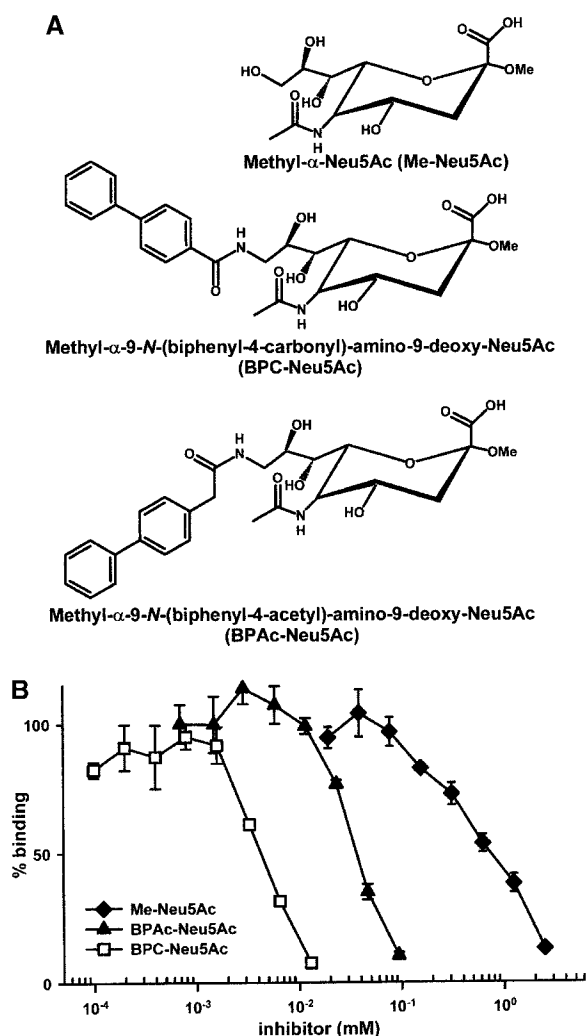 A
OH
HO
HO
O
N
H
HO
O
O
OH
OMe
Methyl-α-Neu5Ac (Me-Neu5Ac)
O
H
N
OH
HO
O
N
H
HO
O
O
OH
OMe
Methyl-α-9-N-(biphenyl-4-carbonyl)-amino-9-deoxy-Neu5Ac
(BPC-Neu5Ac)
O
H
N
OH
HO
O
N
H
HO
O
O
OH
OMe
Methyl-α-9-N-(biphenyl-4-acetyl)-amino-9-deoxy-Neu5Ac
(BPAc-Neu5Ac)
B
% binding
100
50
0
Me-Neu5Ac
BPAc-Neu5Ac
BPC-Neu5Ac
10⁻⁴ 10⁻³ 10⁻² 10⁻¹ 10⁰
inhibitor (mM)